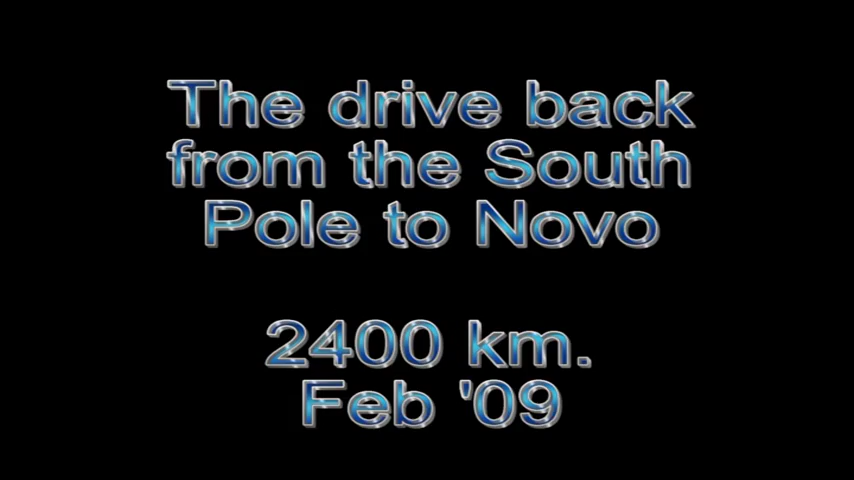 The drive back
from the South
Pole to Novo
2400 km.
Feb '09